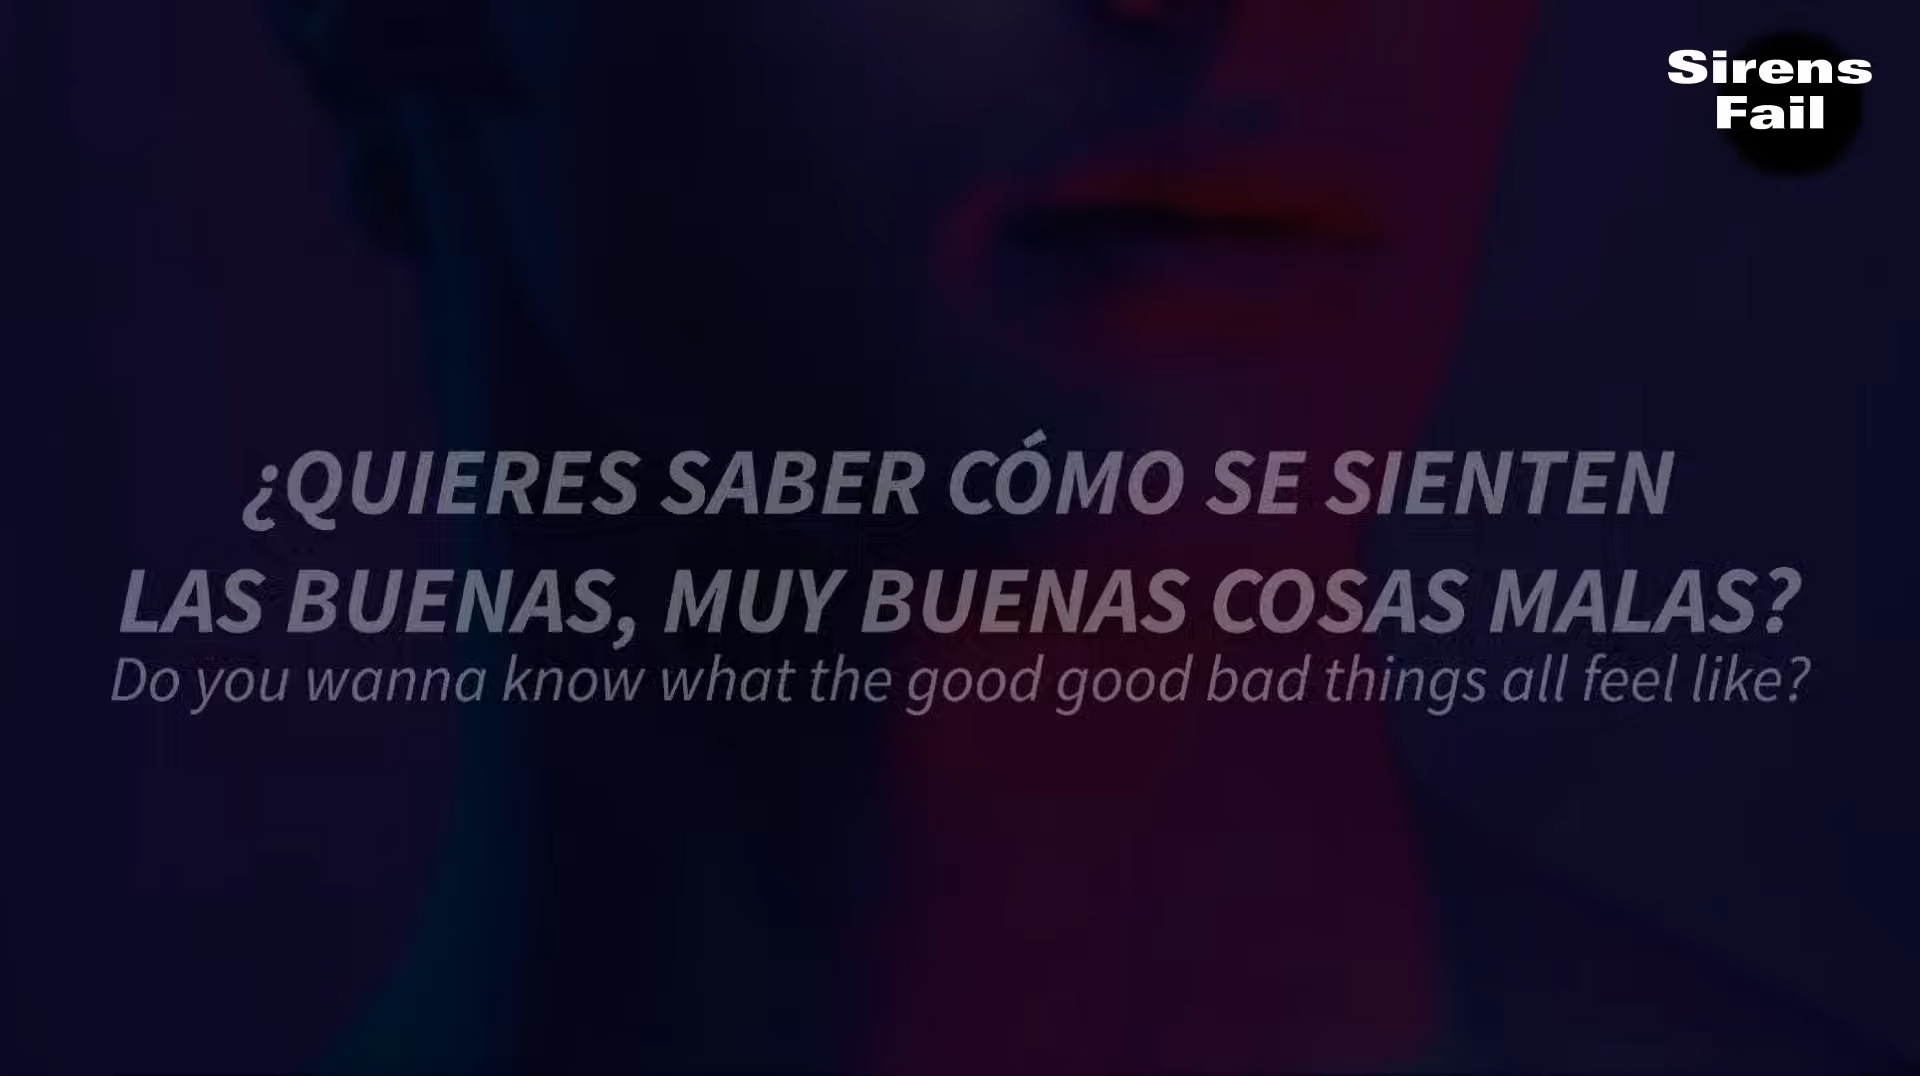 Sirens
Fail
¿QUIERES SABER CÓMO SE SIENTEN
LAS BUENAS, MUY BUENAS COSAS MALAS?
Do you wanna know what the good good bad things all feel like?